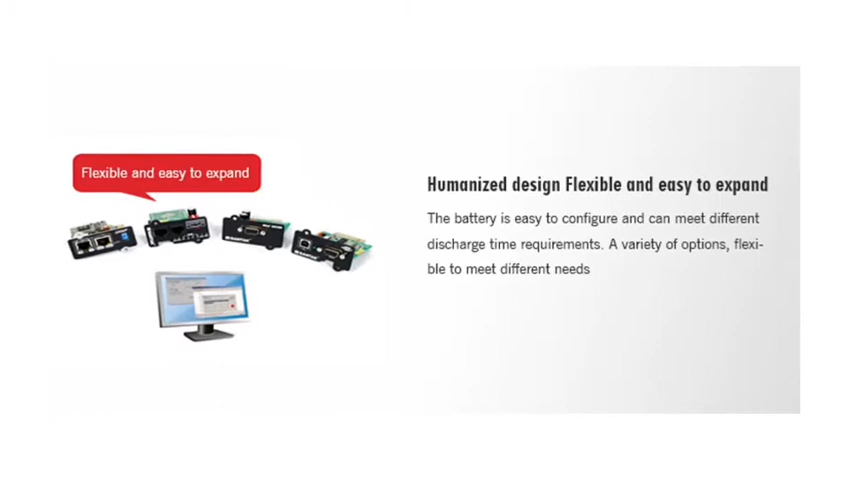 Flexible and easy to expand
Humanized design Flexible and easy to expand
The battery is easy to configure and can meet different
discharge time requirements. A variety of options, flexi-
ble to meet different needs